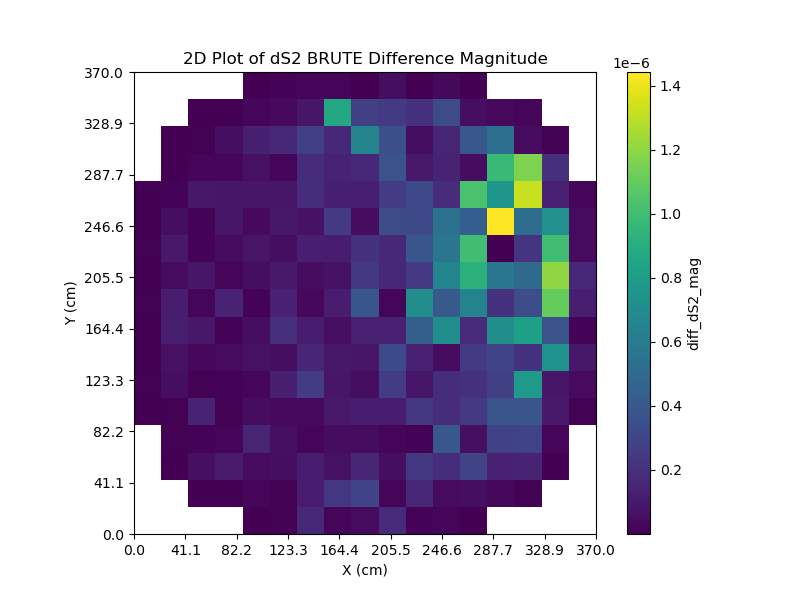 2D Plot of dS2 BRUTE Difference Magnitude
1e−6
370.0
328.9
287.7
246.6
205.5
164.4
123.3
82.2
41.1
0.0
Y (cm)
0.0 41.1 82.2 123.3 164.4 205.5 246.6 287.7 328.9 370.0
X (cm)
1.4
1.2
1.0
0.8
0.6
0.4
0.2
diff_dS2_mag